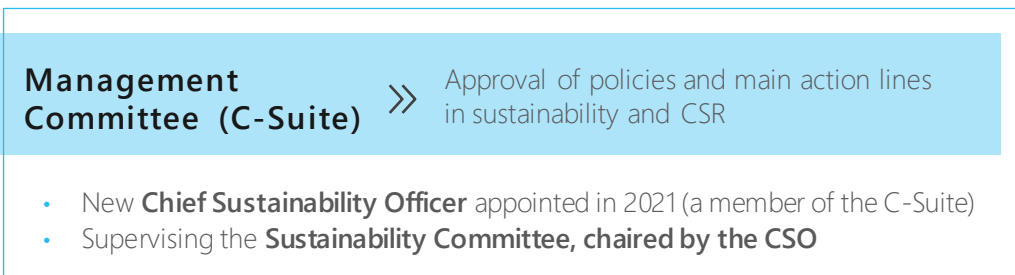 Management
Committee (C-Suite)
Approval of policies and main action lines
in sustainability and CSR
• New Chief Sustainability Officer appointed in 2021 (a member of the C-Suite)
• Supervising the Sustainability Committee, chaired by the CSO